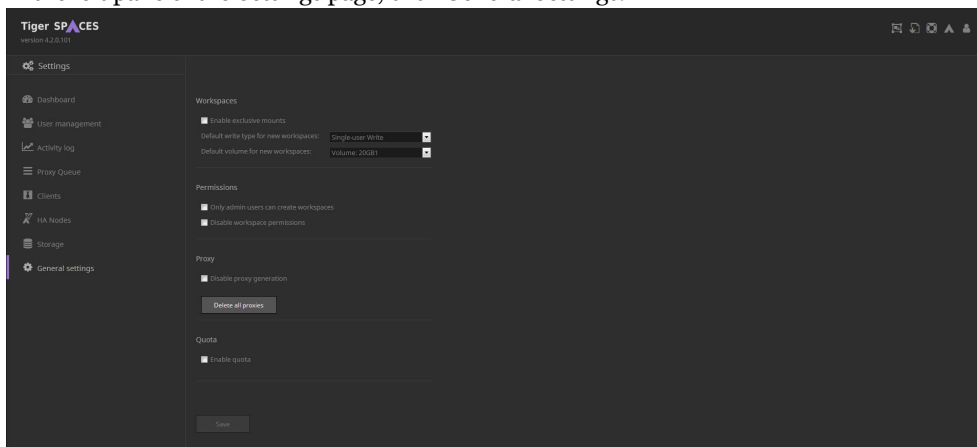 Tiger SPACES
version 4.2.0.101
Settings
Dashboard
User management
Activity log
Proxy Queue
Clients
HA Nodes
Storage
General settings
Workspaces
Enable exclusive mounts
Default write type for new workspaces: Single-user Write
Default volume for new workspaces: Volume: 20GB1
Permissions
Only admin users can create workspaces
Disable workspace permissions
Proxy
Disable proxy generation
Delete all proxies
Quota
Enable quota
Save